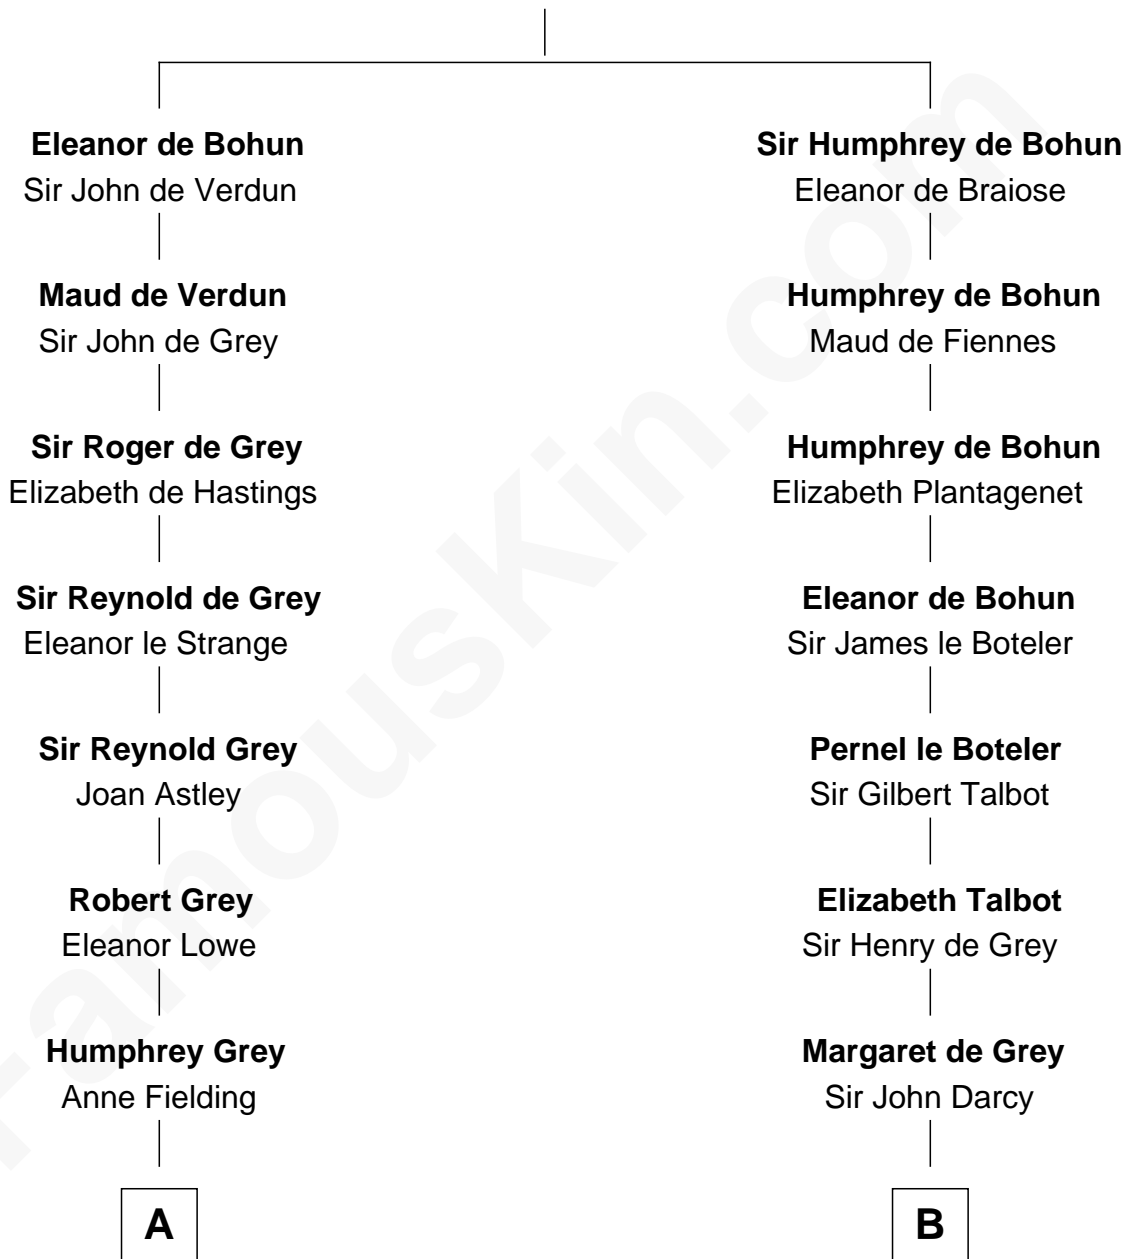 Eleanor de Bohun
Sir John de Verdun
Maud de Verdun
Sir John de Grey
Sir Roger de Grey
Elizabeth de Hastings
Sir Reynold de Grey
Eleanor le Strange
Sir Reynold Grey
Joan Astley
Robert Grey
Eleanor Lowe
Humphrey Grey
Anne Fielding
A
Sir Humphrey de Bohun
Eleanor de Braiose
Humphrey de Bohun
Maud de Fiennes
Humphrey de Bohun
Elizabeth Plantagenet
Eleanor de Bohun
Sir James le Boteler
Pernel le Boteler
Sir Gilbert Talbot
Elizabeth Talbot
Sir Henry de Grey
Margaret de Grey
Sir John Darcy
B
FamousKin.com